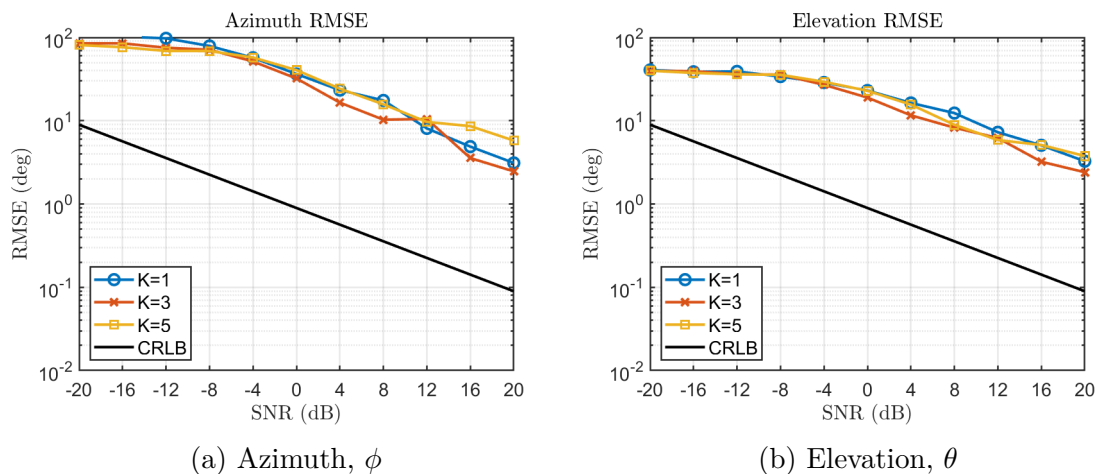 Azimuth RMSE
10^2
10^1
10^0
10^-1
10^-2
RMSE (deg)
K=1
K=3
K=5
CRLB
-20 -16 -12 -8 -4 0 4 8 12 16 20
SNR (dB)
(a) Azimuth, ϕ
Elevation RMSE
10^2
10^1
10^0
10^-1
10^-2
RMSE (deg)
K=1
K=3
K=5
CRLB
-20 -16 -12 -8 -4 0 4 8 12 16 20
SNR (dB)
(b) Elevation, θ